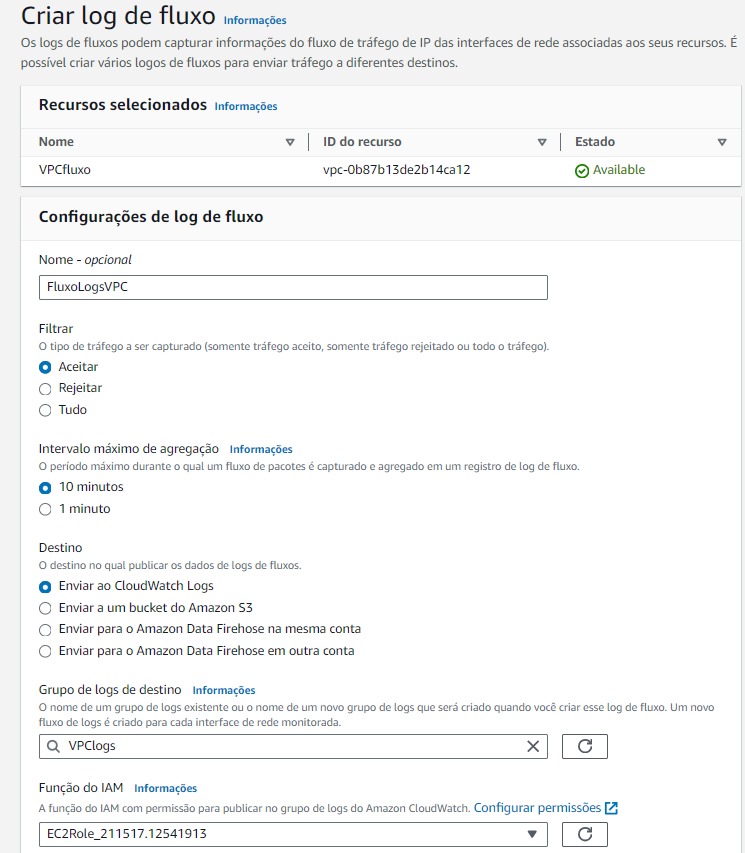 Criar log de fluxo Informações
Os logs de fluxos podem capturar informações do fluxo de tráfego de IP das interfaces de rede associadas aos seus recursos. É
possível criar vários logos de fluxos para enviar tráfego a diferentes destinos.
Recursos selecionados Informações
Nome ID do recurso Estado
VPCfluxo vpc-0b87b13de2b14ca12 Available
Configurações de log de fluxo
Nome - opcional
FluxoLogsVPC
Filtrar
O tipo de tráfego a ser capturado (somente tráfego aceito, somente tráfego rejeitado ou todo o tráfego).
Aceitar
Rejeitar
Tudo
Intervalo máximo de agregação Informações
O período máximo durante o qual um fluxo de pacotes é capturado e agregado em um registro de log de fluxo.
10 minutos
1 minuto
Destino
O destino no qual publicar os dados de logs de fluxos.
Enviar ao CloudWatch Logs
Enviar a um bucket do Amazon S3
Enviar para o Amazon Data Firehose na mesma conta
Enviar para o Amazon Data Firehose em outra conta
Grupo de logs de destino Informações
O nome de um grupo de logs existente ou o nome de um novo grupo de logs que será criado quando você criar esse log de fluxo. Um novo
fluxo de logs é criado para cada interface de rede monitorada.
VPClogs
Função do IAM Informações
A função do IAM com permissão para publicar no grupo de logs do Amazon CloudWatch. Configurar permissões
EC2Role_211517.12541913